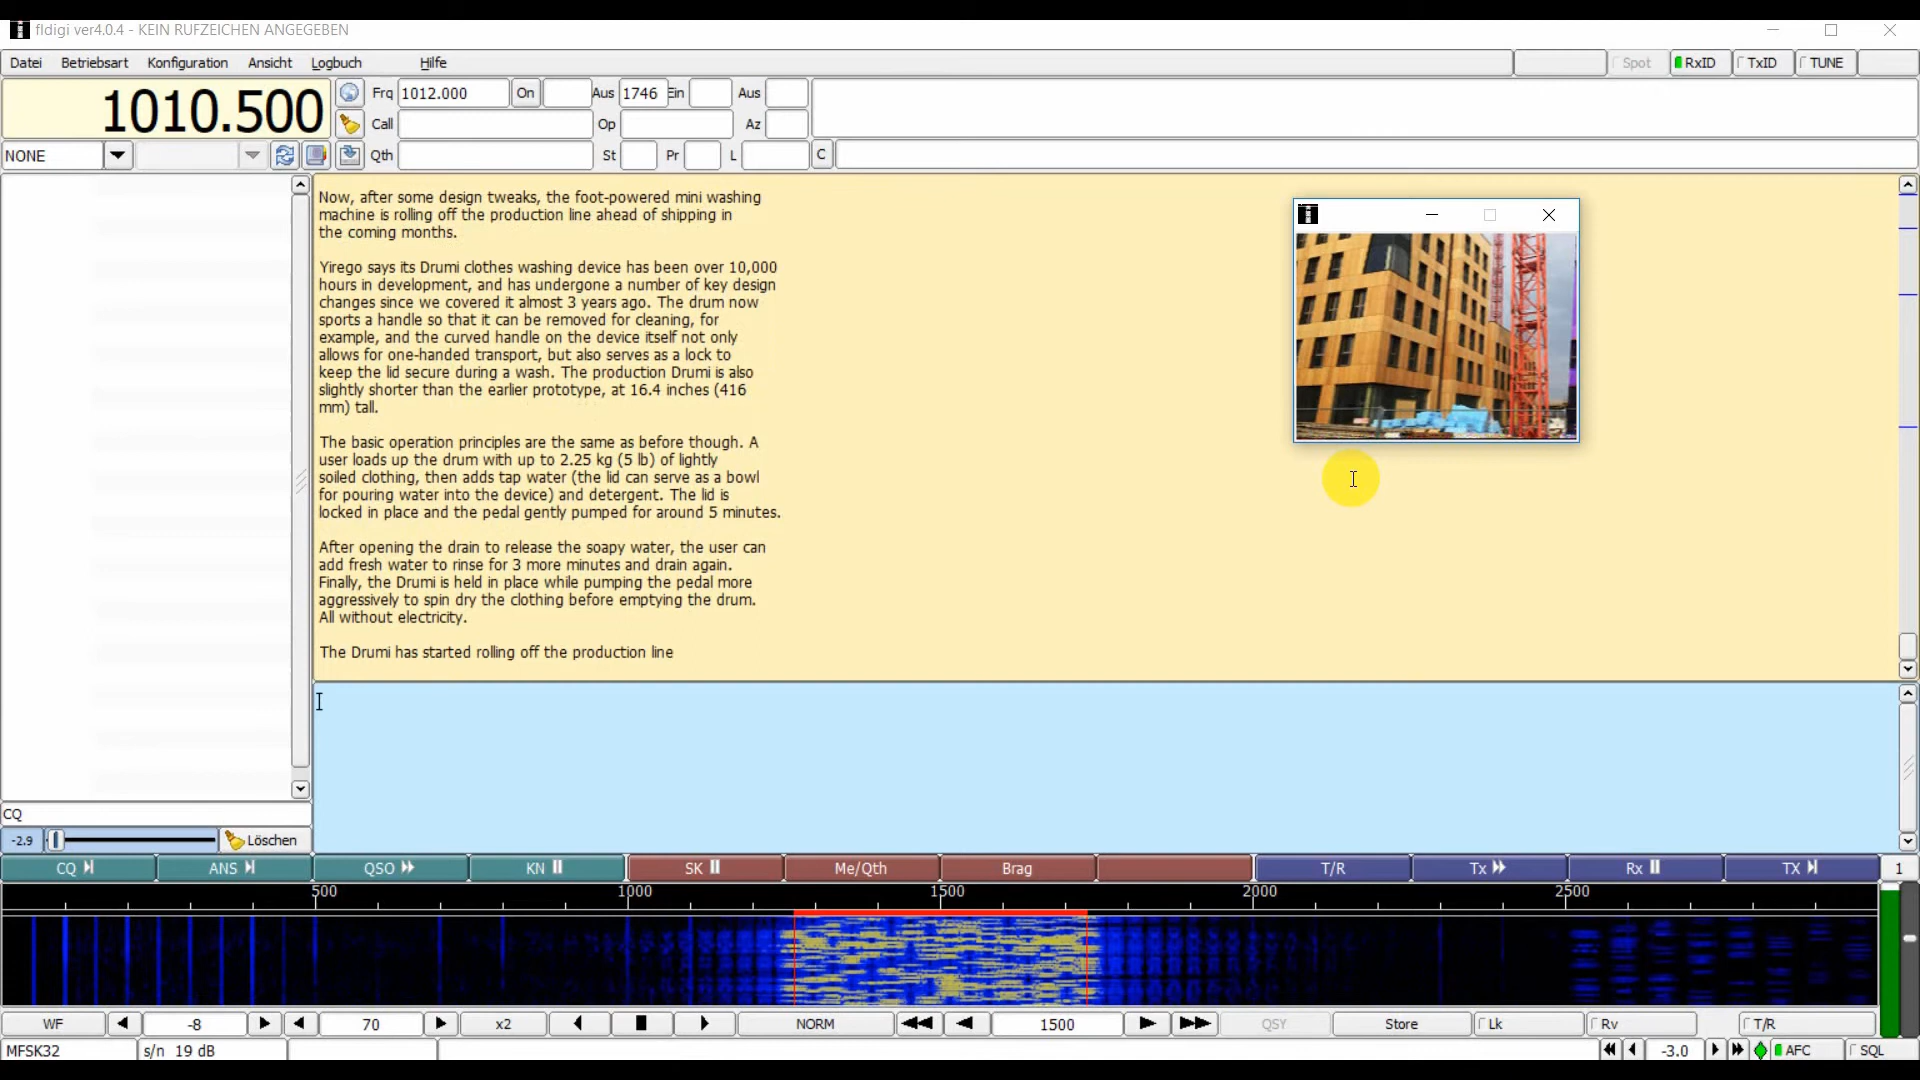 fldigi ver4.0.4 - KEIN RUFZEICHEN ANGEGEBEN
Datei Betriebsart Konfiguration Ansicht Logbuch Hilfe Spot RxID TxID TUNE
1010.500 Frq 1012.000 On Aus 1746 Ein Aus
Call Op Az
NONE Qth St Pr L C
Now, after some design tweaks, the foot-powered mini washing
machine is rolling off the production line ahead of shipping in
the coming months.
Yirego says its Drumi clothes washing device has been over 10,000
hours in development, and has undergone a number of key design
changes since we covered it almost 3 years ago. The drum now
sports a handle so that it can be removed for cleaning, for
example, and the curved handle on the device itself not only
allows for one-handed transport, but also serves as a lock to
keep the lid secure during a wash. The production Drumi is also
slightly shorter than the earlier prototype, at 16.4 inches (416
mm) tall.
The basic operation principles are the same as before though. A
user loads up the drum with up to 2.25 kg (5 lb) of lightly
soiled clothing, then adds tap water (the lid can serve as a bowl
for pouring water into the device) and detergent. The lid is
locked in place and the pedal gently pumped for around 5 minutes.
After opening the drain to release the soapy water, the user can
add fresh water to rinse for 3 more minutes and drain again.
Finally, the Drumi is held in place while pumping the pedal more
aggressively to spin dry the clothing before emptying the drum.
All without electricity.
The Drumi has started rolling off the production line
CQ
-2.9 Löschen
CQ ANS QSO KN SK Me/Qth Brag T/R Tx Rx TX 1
500 1000 1500 2000 2500
WF -8 70 x2 NORM 1500 QSY Store Lk Rv T/R
MFSK32 s/n 19 dB -3.0 AFC SQL